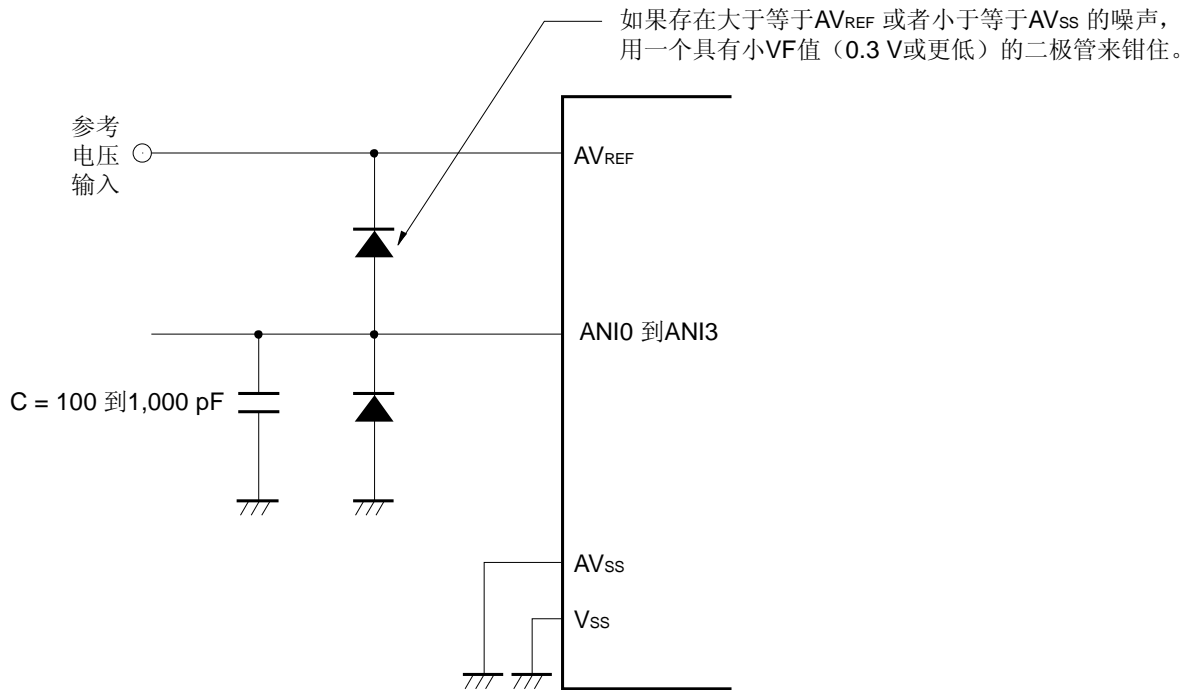 如果存在大于等于AVREF 或者小于等于AVSS 的噪声，
用一个具有小VF值（0.3 V或更低）的二极管来钳住。
参考
电压
输入
AVREF
ANI0 到ANI3
C = 100 到1,000 pF
AVSS
VSS